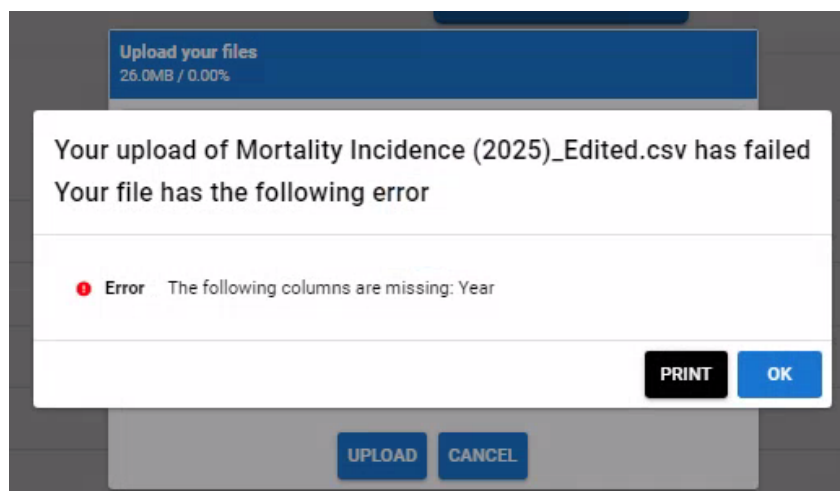 Upload your files
26.0MB / 0.00%
Your upload of Mortality Incidence (2025)_Edited.csv has failed
Your file has the following error
Error The following columns are missing: Year
PRINT OK
UPLOAD CANCEL